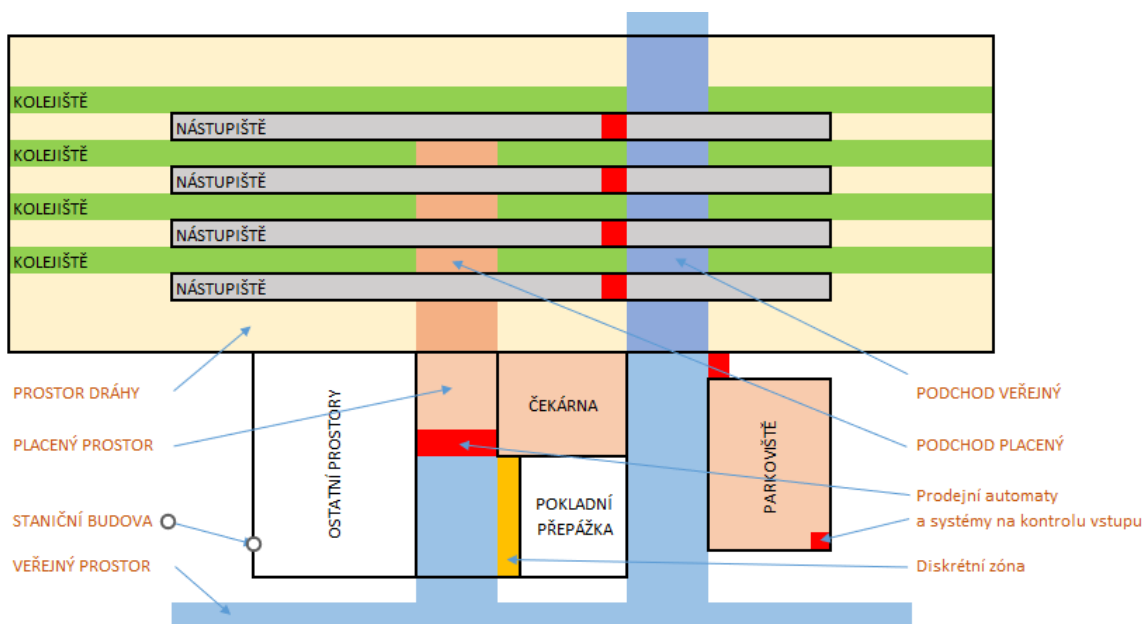 KOLEJIŠTĚ
NÁSTUPIŠTĚ
KOLEJIŠTĚ
NÁSTUPIŠTĚ
KOLEJIŠTĚ
NÁSTUPIŠTĚ
KOLEJIŠTĚ
NÁSTUPIŠTĚ
PROSTOR DRÁHY
PLACENÝ PROSTOR
STANIČNÍ BUDOVA
VEŘEJNÝ PROSTOR
OSTATNÍ PROSTORY
ČEKÁRNA
POKLADNÍ
PŘEPÁŽKA
PARKOVIŠTĚ
PODCHOD VEŘEJNÝ
PODCHOD PLACENÝ
Prodejní automaty
a systémy na kontrolu vstupu
Diskrétní zóna